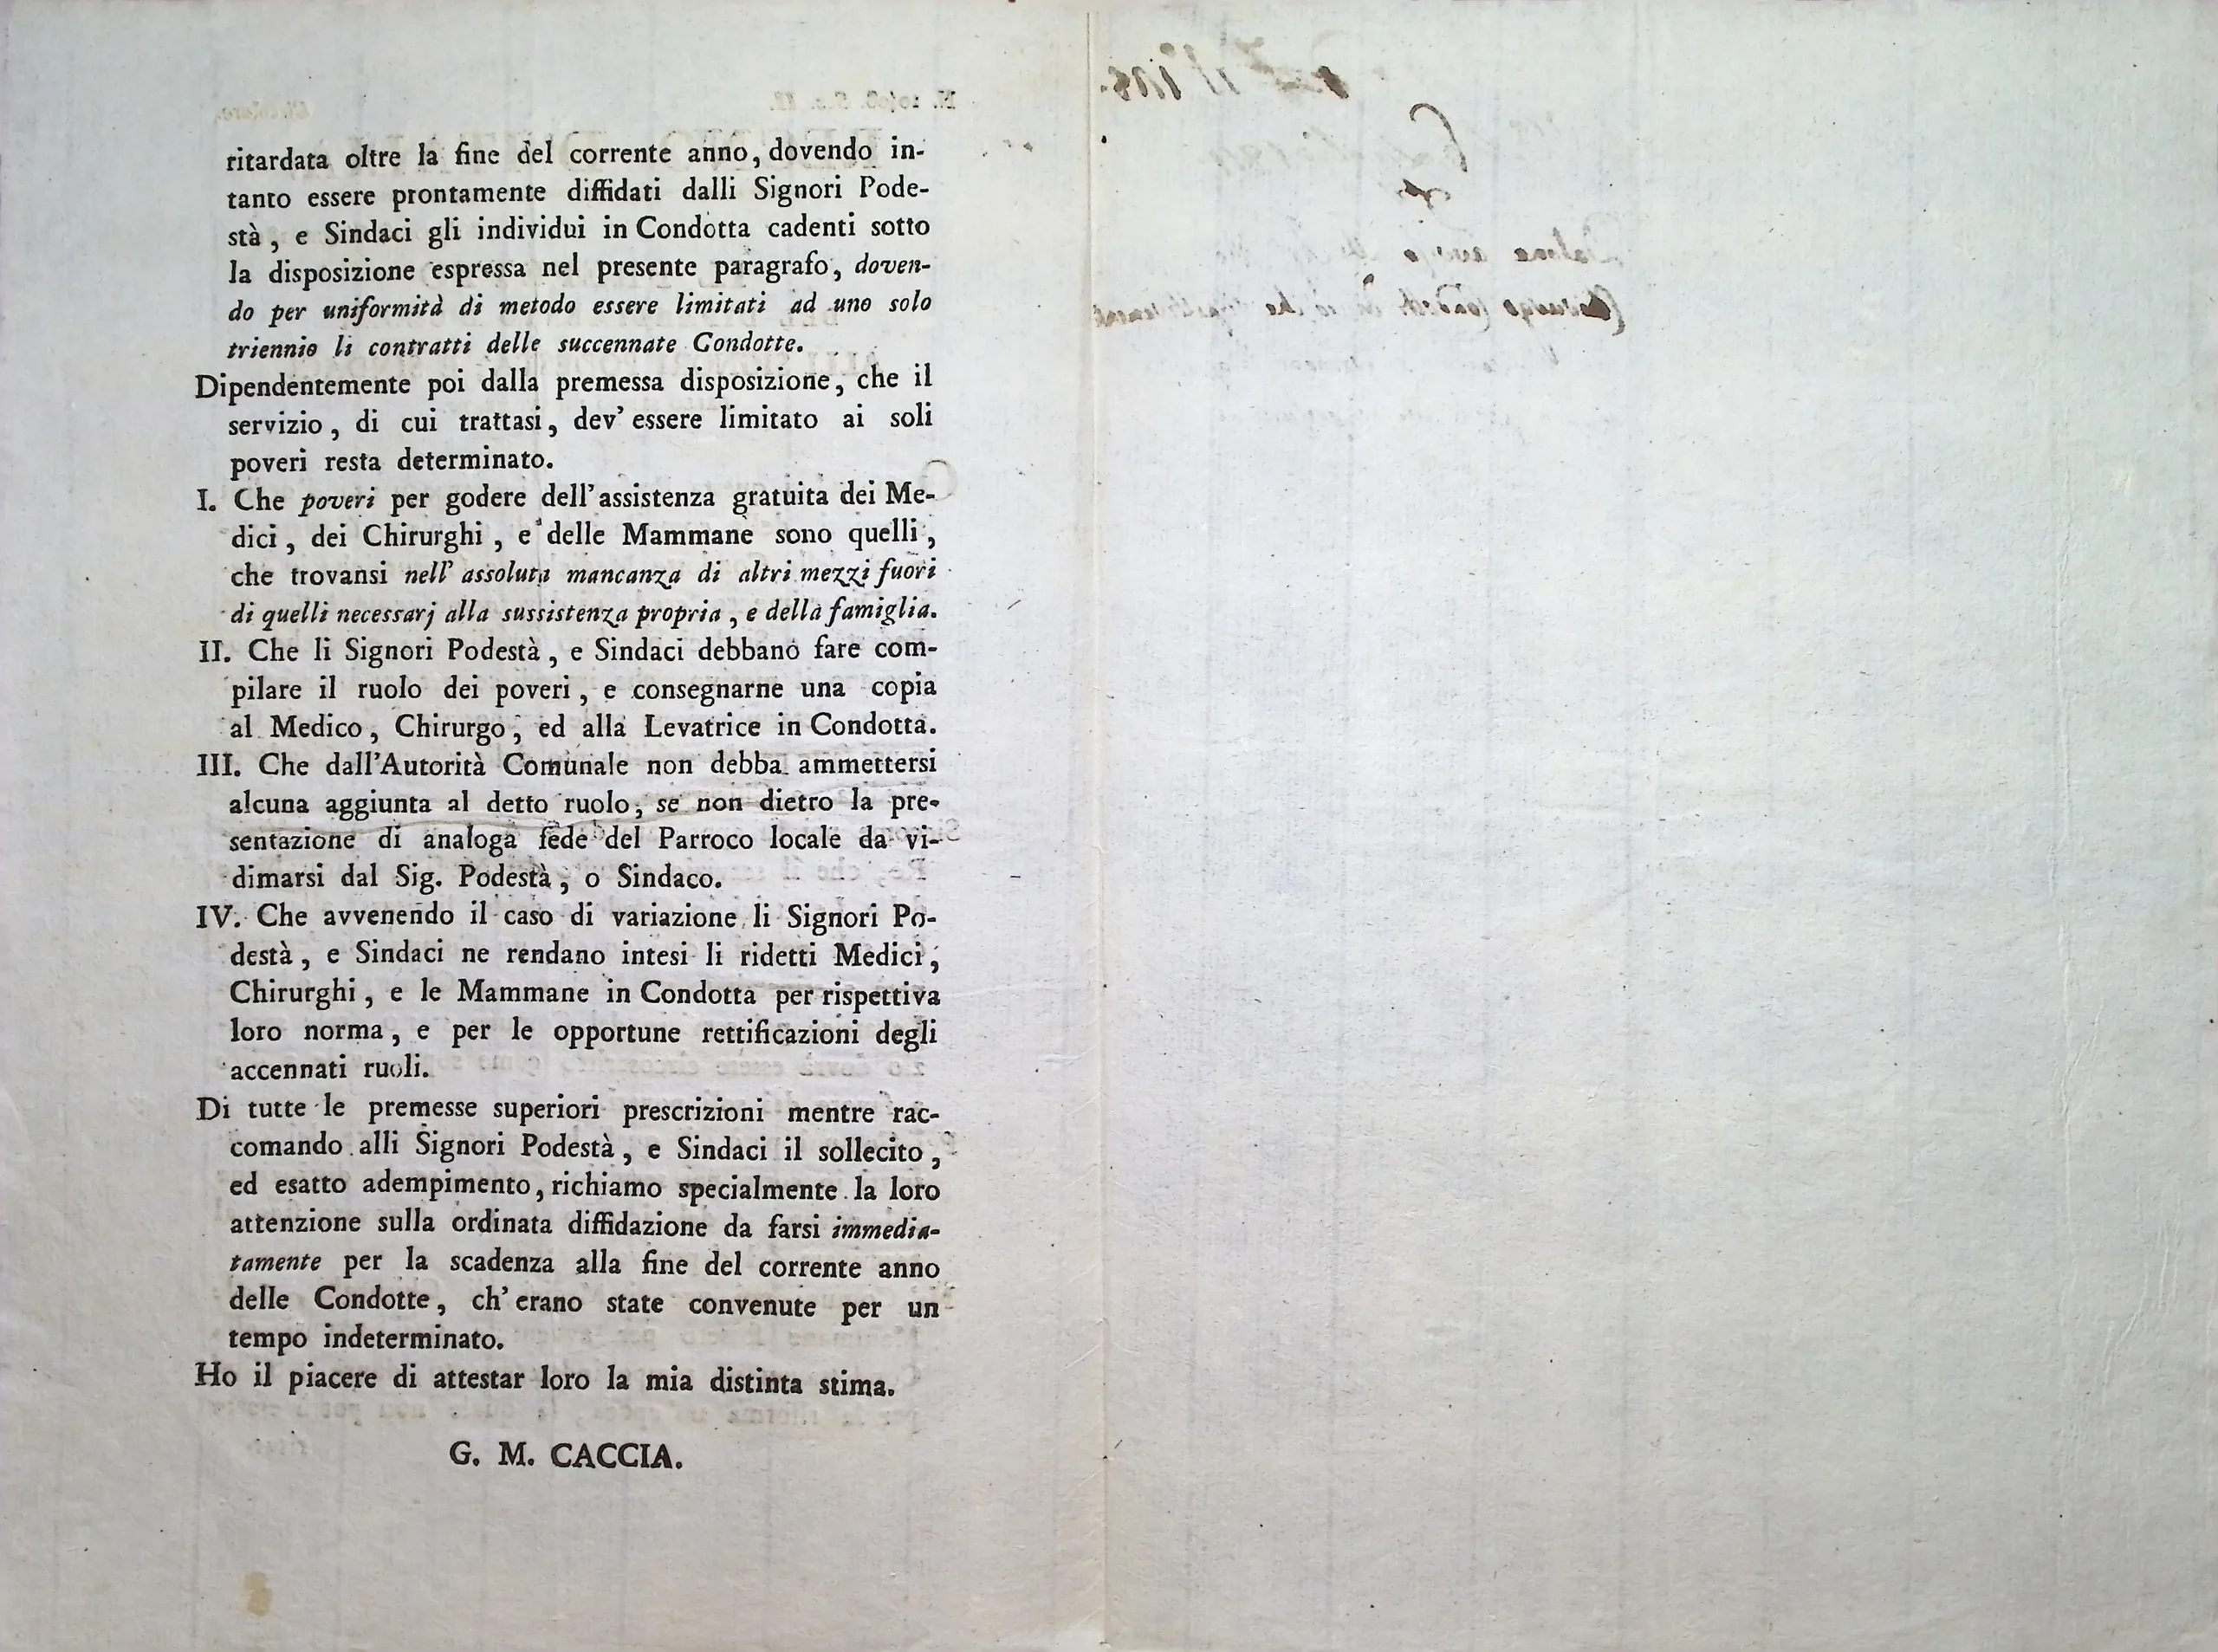 ritardata oltre la fine del corrente anno, dovendo in-
tanto essere prontamente diffidati dalli Signori Pode-
stà, e Sindaci gli individui in Condotta cadenti sotto
la disposizione espressa nel presente paragrafo, doven-
do per uniformità di metodo essere limitati ad uno solo
triennio li contratti delle succennate Condotte.
Dipendentemente poi dalla premessa disposizione, che il
servizio, di cui trattasi, dev' essere limitato ai soli
poveri resta determinato.
I. Che poveri per godere dell' assistenza gratuita dei Me-
dici, dei Chirurghi, e delle Mammane sono quelli,
che trovansi nell' assoluta mancanza di altri mezzi fuori
di quelli necessarj alla sussistenza propria, e della famiglia.
II. Che li Signori Podestà, e Sindaci debbano fare com-
pilare il ruolo dei poveri, e consegnarne una copia
al Medico, Chirurgo, ed alla Levatrice in Condotta.
III. Che dall'Autorità Comunale non debba ammettersi
alcuna aggiunta al detto ruolo, se non dietro la pre-
sentazione di analoga fede del Parroco locale da vi-
dimarsi dal Sig. Podestà, o Sindaco.
IV. Che avvenendo il caso di variazione li Signori Po-
destà, e Sindaci ne rendano intesi li ridetti Medici,
Chirurghi, e le Mammane in Condotta per rispettiva
loro norma, e per le opportune rettificazioni degli
accennati ruoli.
Di tutte le premesse superiori prescrizioni mentre rac-
comando alli Signori Podestà, e Sindaci il sollecito,
ed esatto adempimento, richiamo specialmente la loro
attenzione sulla ordinata diffidazione da farsi immedia-
tamente per la scadenza alla fine del corrente anno
delle Condotte, ch' erano state convenute per un
tempo indeterminato.
Ho il piacere di attestar loro la mia distinta stima.
G. M. CACCIA.